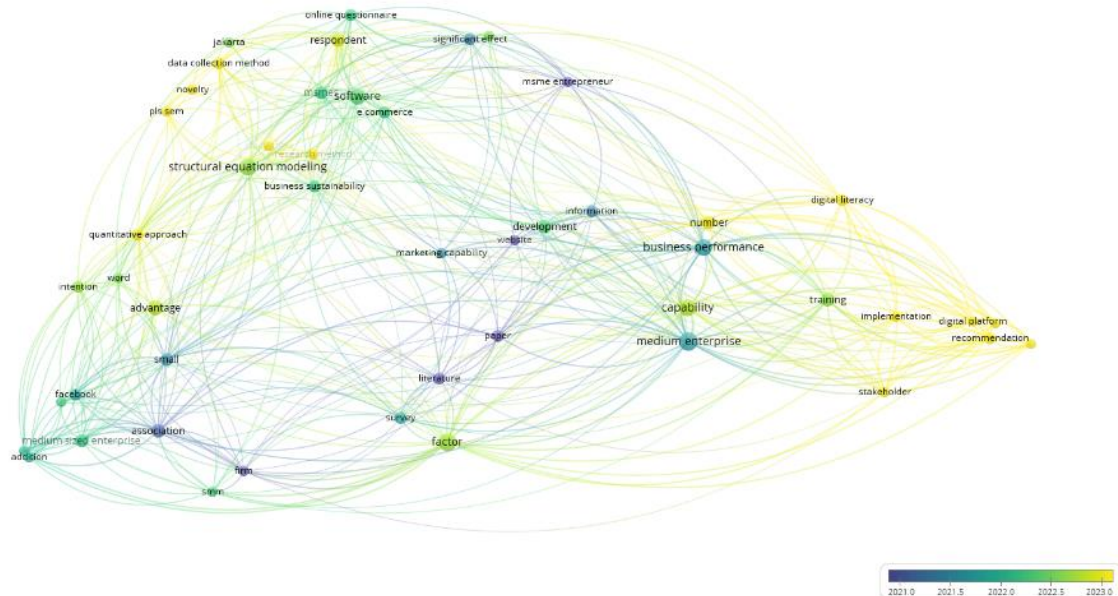 online questionnaire
jakarta
respondent
significant effect
data collection method
msme entrepreneur
novelty
msme
software
pls sem
e commerce
research method
structural equation modeling
business sustainability
digital literacy
information
number
development
quantitative approach
website
business performance
marketing capability
word
intention
advantage
capability
training
implementation
digital platform
paper
medium enterprise
recommendation
small
literature
facebook
stakeholder
survey
association
medium sized enterprise
factor
addicion
firm
smm
2021.0 2021.5 2022.0 2022.5 2023.0